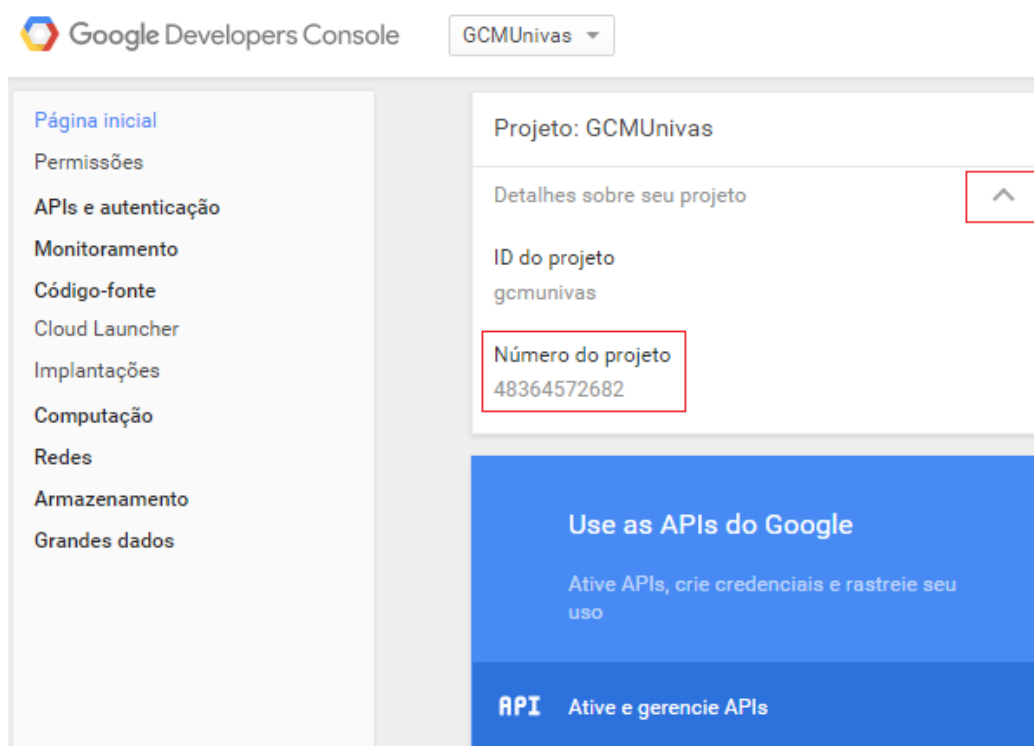 Google Developers Console
GCMUnivas
Página inicial
Permissões
APIs e autenticação
Monitoramento
Código-fonte
Cloud Launcher
Implantações
Computação
Redes
Armazenamento
Grandes dados
Projeto: GCMUnivas
Detalhes sobre seu projeto
ID do projeto
gcmunivas
Número do projeto
48364572682
Use as APIs do Google
Ative APIs, crie credenciais e rastreie seu
uso
API Ative e gerencie APIs